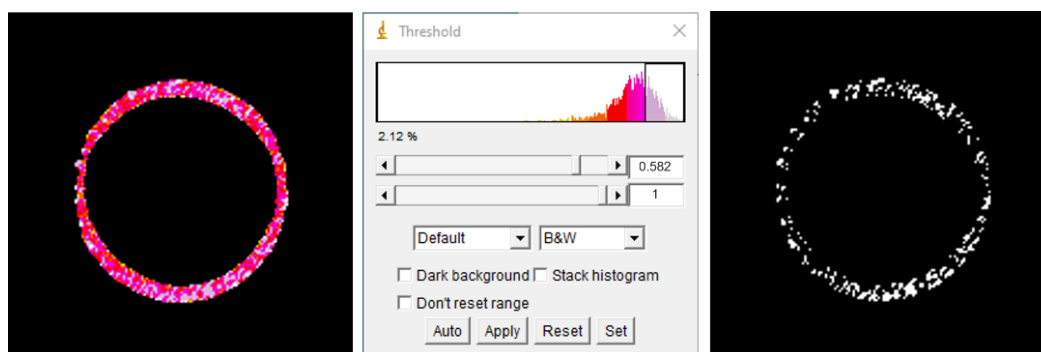 Threshold
2.12 %
0.582
1
Default B&W
Dark background Stack histogram
Don't reset range
Auto Apply Reset Set